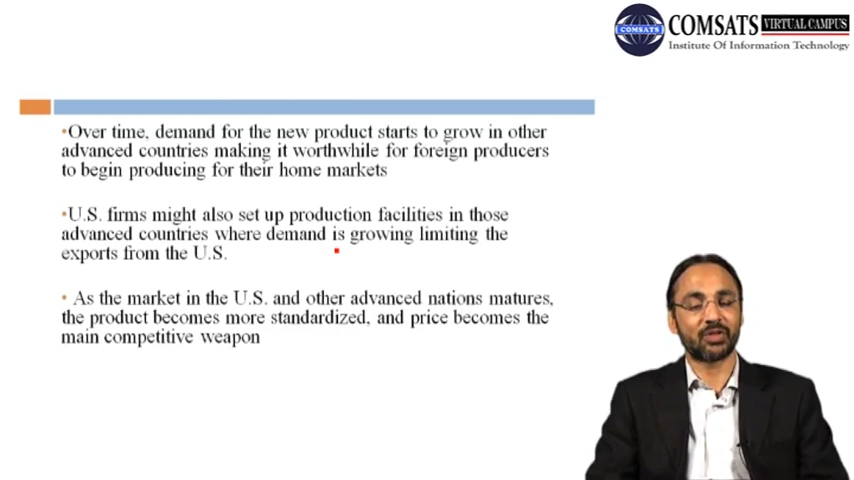 COMSATS VIRTUAL CAMPUS
COMSATS
Institute Of Information Technology
•Over time, demand for the new product starts to grow in other
advanced countries making it worthwhile for foreign producers
to begin producing for their home markets
•U.S. firms might also set up production facilities in those
advanced countries where demand is growing limiting the
exports from the U.S.
• As the market in the U.S. and other advanced nations matures,
the product becomes more standardized, and price becomes the
main competitive weapon